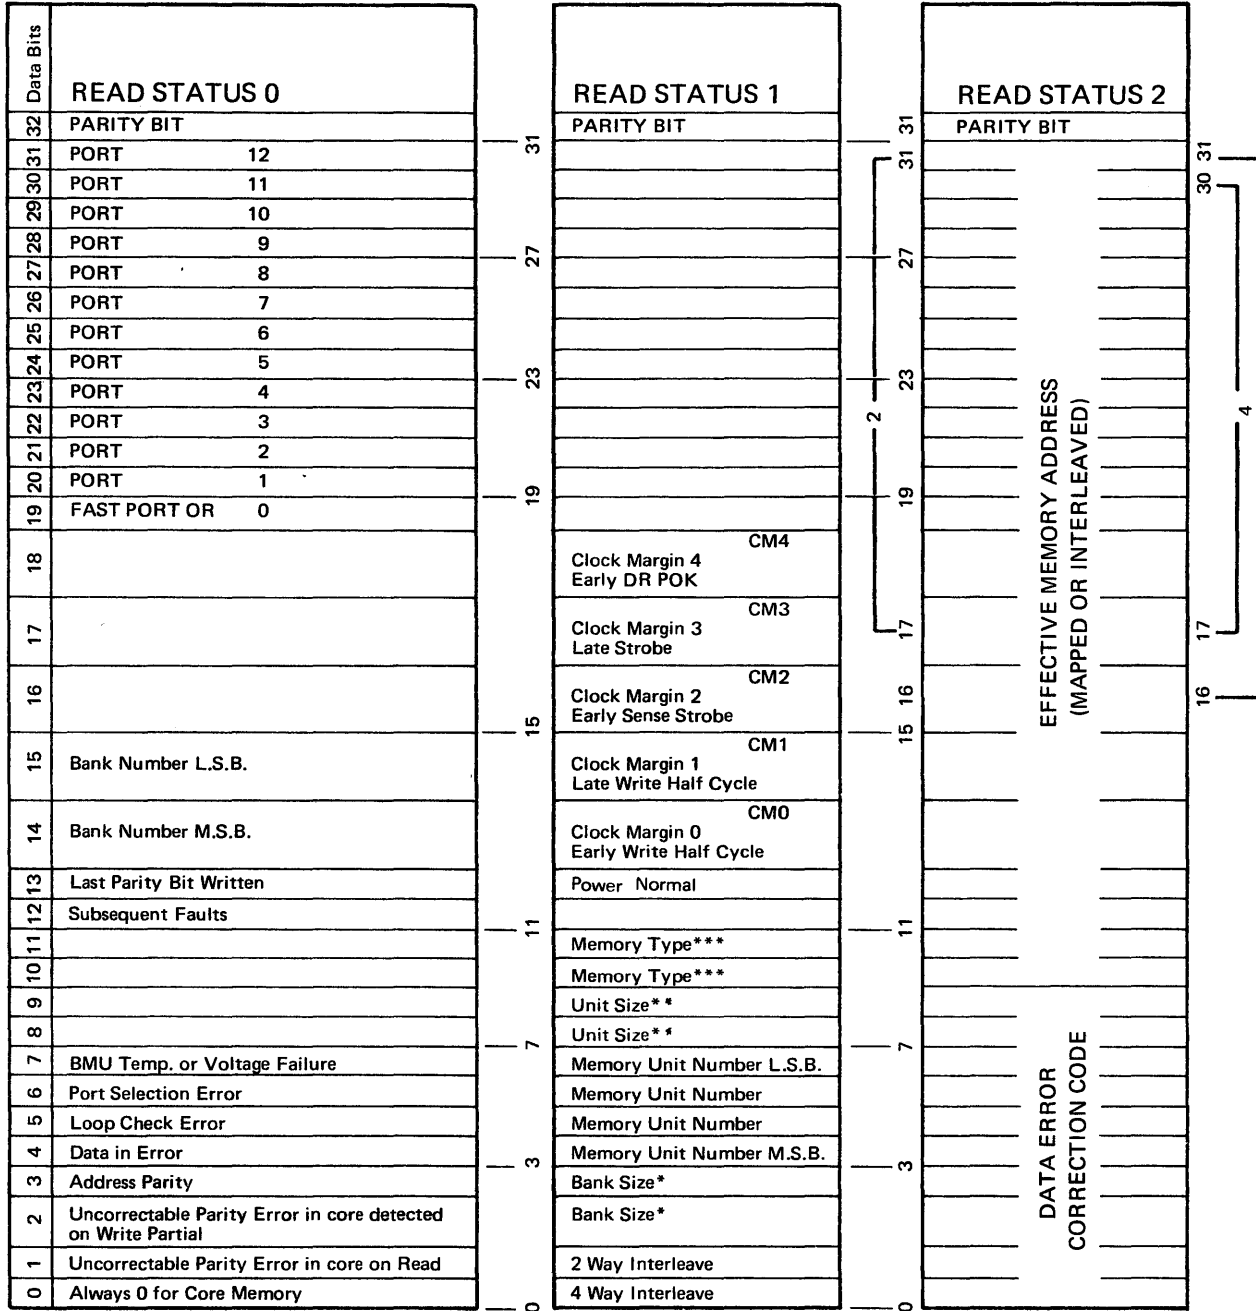 Data Bits
READ STATUS 0
READ STATUS 1
READ STATUS 2
32 PARITY BIT
PARITY BIT
31
PARITY BIT
31 PORT 12
31
31
31
30 PORT 11
30
29 PORT 10
28 PORT 9
27 PORT 8
27
27
26 PORT 7
25 PORT 6
24 PORT 5
23 PORT 4
23
23
22 PORT 3
2
4
21 PORT 2
20 PORT 1
19 FAST PORT OR 0
19
19
18
CM4
Clock Margin 4
Early DR POK
17
CM3
Clock Margin 3
Late Strobe
17
17
16
CM2
Clock Margin 2
Early Sense Strobe
16
16
15 Bank Number L.S.B.
15
CM1
Clock Margin 1
Late Write Half Cycle
15
14 Bank Number M.S.B.
CM0
Clock Margin 0
Early Write Half Cycle
EFFECTIVE MEMORY ADDRESS
(MAPPED OR INTERLEAVED)
13 Last Parity Bit Written
Power Normal
12 Subsequent Faults
11
11
Memory Type***
11
10
Memory Type***
9
Unit Size**
8
Unit Size**
7 BMU Temp. or Voltage Failure
7
Memory Unit Number L.S.B.
7
6 Port Selection Error
Memory Unit Number
5 Loop Check Error
Memory Unit Number
4 Data in Error
Memory Unit Number M.S.B.
3 Address Parity
3
Bank Size*
3
2 Uncorrectable Parity Error in core detected
on Write Partial
Bank Size*
1 Uncorrectable Parity Error in core on Read
2 Way Interleave
0 Always 0 for Core Memory
0
4 Way Interleave
0
DATA ERROR
CORRECTION CODE